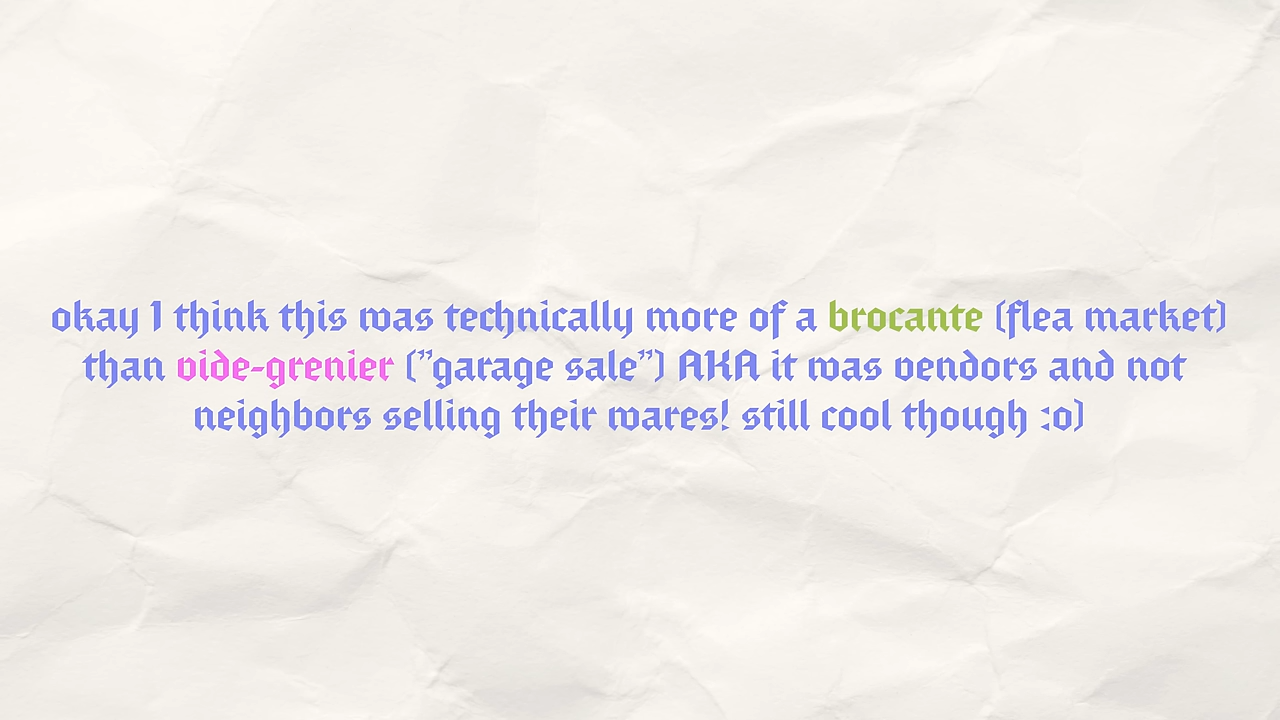 okay I think this was technically more of a brocante (flea market)
than vide-grenier ("garage sale") AKA it was vendors and not
neighbors selling their wares! still cool though :o)